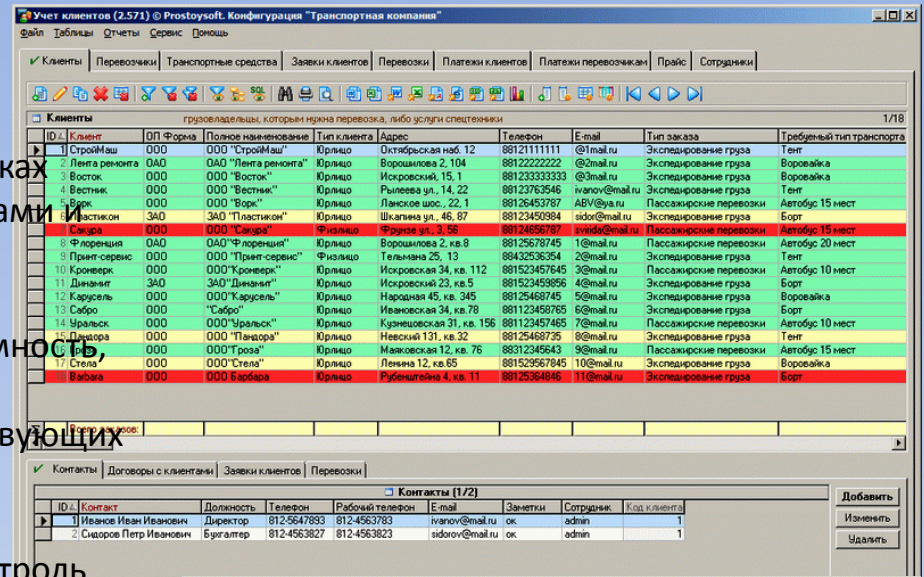 Учет клиентов (2.571) © Prostoysoft. Конфигурация "Транспортная компания"
Файл Таблицы Отчеты Сервис Помощь
Клиенты Перевозчики Транспортные средства Заявки клиентов Перевозки Платежи клиентов Платежи перевозчикам Прайс Сотрудники
SQL
Клиенты грузовладельцы, которым нужна перевозка, либо услуги спецтехники 1/18
ID Клиент ОП Форма Полное наименование Тип клиента Адрес Телефон E-mail Тип заказа Требуемый тип транспорта
1 СтройМаш ООО ООО "СтройМаш" Юрлицо Октябрьская наб. 12 88121111111 @1mail.ru Экспедирование груза Тент
2 Лента ремонта ОАО ОАО "Лента ремонта" Юрлицо Ворошилова 2, 104 88122222222 @2mail.ru Экспедирование груза Воровайка
3 Восток ООО ООО "Восток" Юрлицо Искровский, 15, 1 881233333333 @3mail.ru Экспедирование груза Воровайка
4 Вестник ООО ООО "Вестник" Юрлицо Рылеева ул., 14, 22 88123763546 ivanov@mail.ru Экспедирование груза Тент
5 Ворк ООО ООО "Ворк" Юрлицо Ланское шос., 22, 1 88126453787 ABV@ya.ru Пассажирские перевозки Автобус 15 мест
6 Пластикон ЗАО ЗАО "Пластикон" Юрлицо Шкапина ул., 46, 87 88123450984 sidor@mail.ru Экспедирование груза Борт
7 Сакура ООО ООО "Сакура" Физлицо Фрунзе ул., 3, 56 88124656787 sviridа@mail.ru Пассажирские перевозки Автобус 15 мест
8 Флоренция ОАО ОАО"Флоренция" Юрлицо Ворошилова 2, кв.8 88125678745 1@mail.ru Пассажирские перевозки Автобус 20 мест
9 Принт-сервис ООО ООО "Принт-сервис" Физлицо Тельмана 25, 13 88432536354 2@mail.ru Экспедирование груза Тент
10 Кронверк ООО ООО"Кронверк" Юрлицо Искровская 34, кв. 112 881523457645 3@mail.ru Пассажирские перевозки Автобус 10 мест
11 Динамит ЗАО ЗАО"Динамит" Юрлицо Искровский 23, кв.5 881523459856 4@mail.ru Экспедирование груза Борт
12 Карусель ООО ООО"Карусель" Юрлицо Народная 45, кв. 345 88125468745 5@mail.ru Экспедирование груза Воровайка
13 Сабро ООО "Сабро" Юрлицо Ивановская 34, кв.78 881123458765 6@mail.ru Экспедирование груза Борт
14 Уральск ООО ООО"Уральск" Юрлицо Кузнешовская 31, кв. 156 881123457465 7@mail.ru Пассажирские перевозки Автобус 10 мест
Пандора ООО ООО "Пандора" Юрлицо Невский 131, кв.32 88125468735 8@mail.ru Экспедирование груза Тент
ООО ООО"Гроза" Юрлицо Маяковская 12, кв. 76 88312345643 9@mail.ru Пассажирские перевозки Автобус 15 мест
17 Стела ООО ООО"Стела" Юрлицо Ленина 12, кв.65 881529567845 10@mail.ru Экспедирование груза Воровайка
18 Barbara ООО ООО Барбара Юрлицо Рубенштейна 4, кв. 11 88125364846 11@mail.ru Экспедирование груза Борт
Всего заказов:
Контакты Договоры с клиентами Заявки клиентов Перевозки
Контакты (1/2)
ID Контакт Должность Телефон Рабочий телефон E-mail Заметки Сотрудник Код клиента
1 Иванов Иван Иванович Директор 812-5647893 812-4563783 ivanov@mail.ru ок admin 1
2 Сидоров Петр Иванович Бухгалтер 812-4563827 812-4563823 sidorov@mail.ru ок admin 1
Добавить
Изменить
Удалить
ках
ами и
мность,
вующих
троль